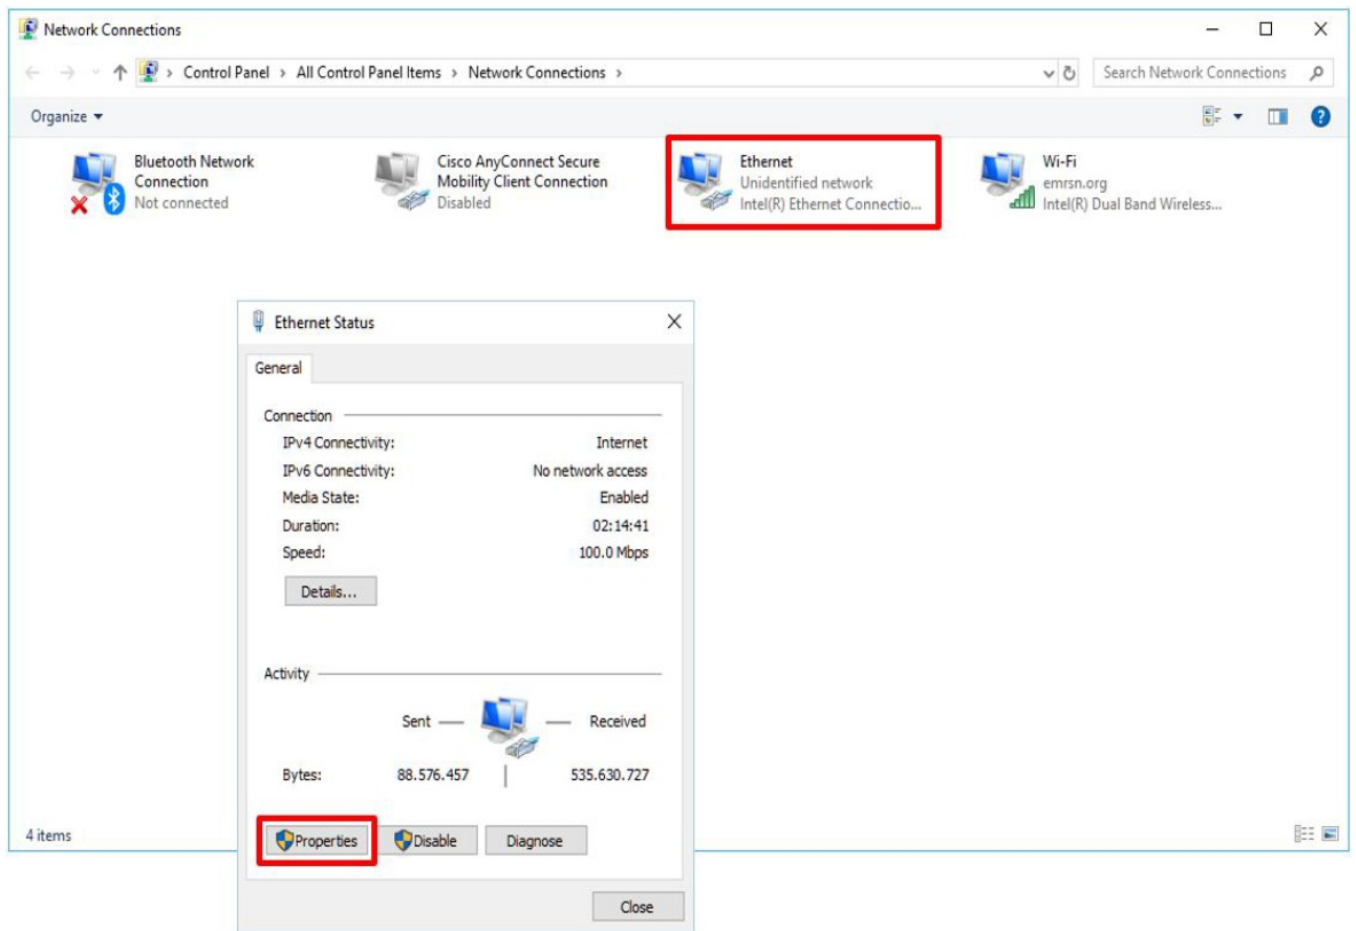 Network Connections
Control Panel > All Control Panel Items > Network Connections >
Search Network Connections
Organize
Bluetooth Network
Connection
Not connected
Cisco AnyConnect Secure
Mobility Client Connection
Disabled
Ethernet
Unidentified network
Intel(R) Ethernet Connectio...
Wi-Fi
emrsn.org
Intel(R) Dual Band Wireless...
Ethernet Status
General
Connection
IPv4 Connectivity: Internet
IPv6 Connectivity: No network access
Media State: Enabled
Duration: 02:14:41
Speed: 100.0 Mbps
Details...
Activity
Sent Received
Bytes: 88.576.457 535.630.727
Properties Disable Diagnose
Close
4 items